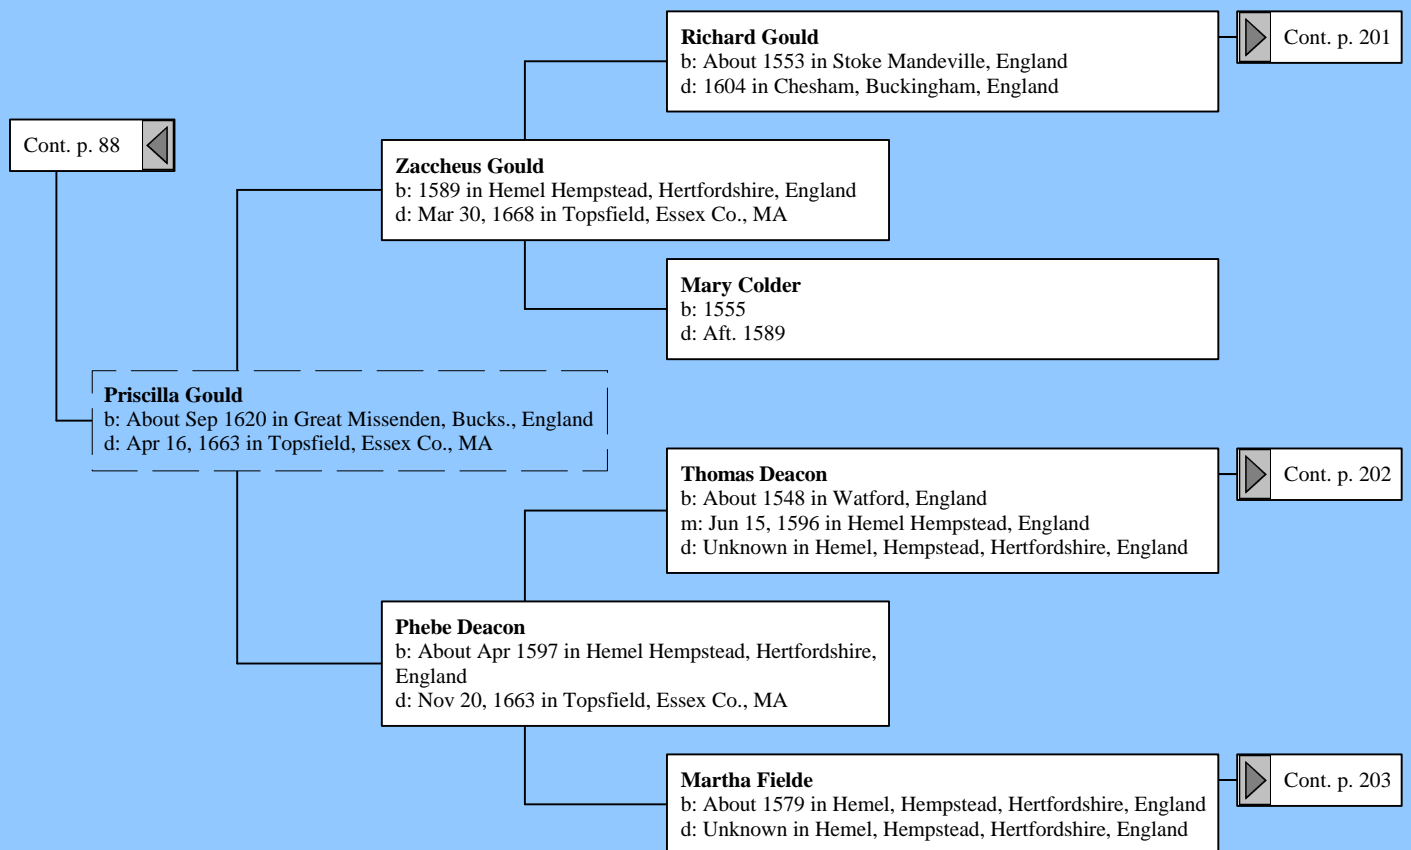 Richard Gould
b: About 1553 in Stoke Mandeville, England
d: 1604 in Chesham, Buckingham, England
Cont. p. 201
Cont. p. 88
Zaccheus Gould
b: 1589 in Hemel Hempstead, Hertfordshire, England
d: Mar 30, 1668 in Topsfield, Essex Co., MA
Mary Colder
b: 1555
d: Aft. 1589
Priscilla Gould
b: About Sep 1620 in Great Missenden, Bucks., England
d: Apr 16, 1663 in Topsfield, Essex Co., MA
Thomas Deacon
b: About 1548 in Watford, England
m: Jun 15, 1596 in Hemel Hempstead, England
d: Unknown in Hemel, Hempstead, Hertfordshire, England
Cont. p. 202
Phebe Deacon
b: About Apr 1597 in Hemel Hempstead, Hertfordshire,
England
d: Nov 20, 1663 in Topsfield, Essex Co., MA
Martha Fielde
b: About 1579 in Hemel, Hempstead, Hertfordshire, England
d: Unknown in Hemel, Hempstead, Hertfordshire, England
Cont. p. 203